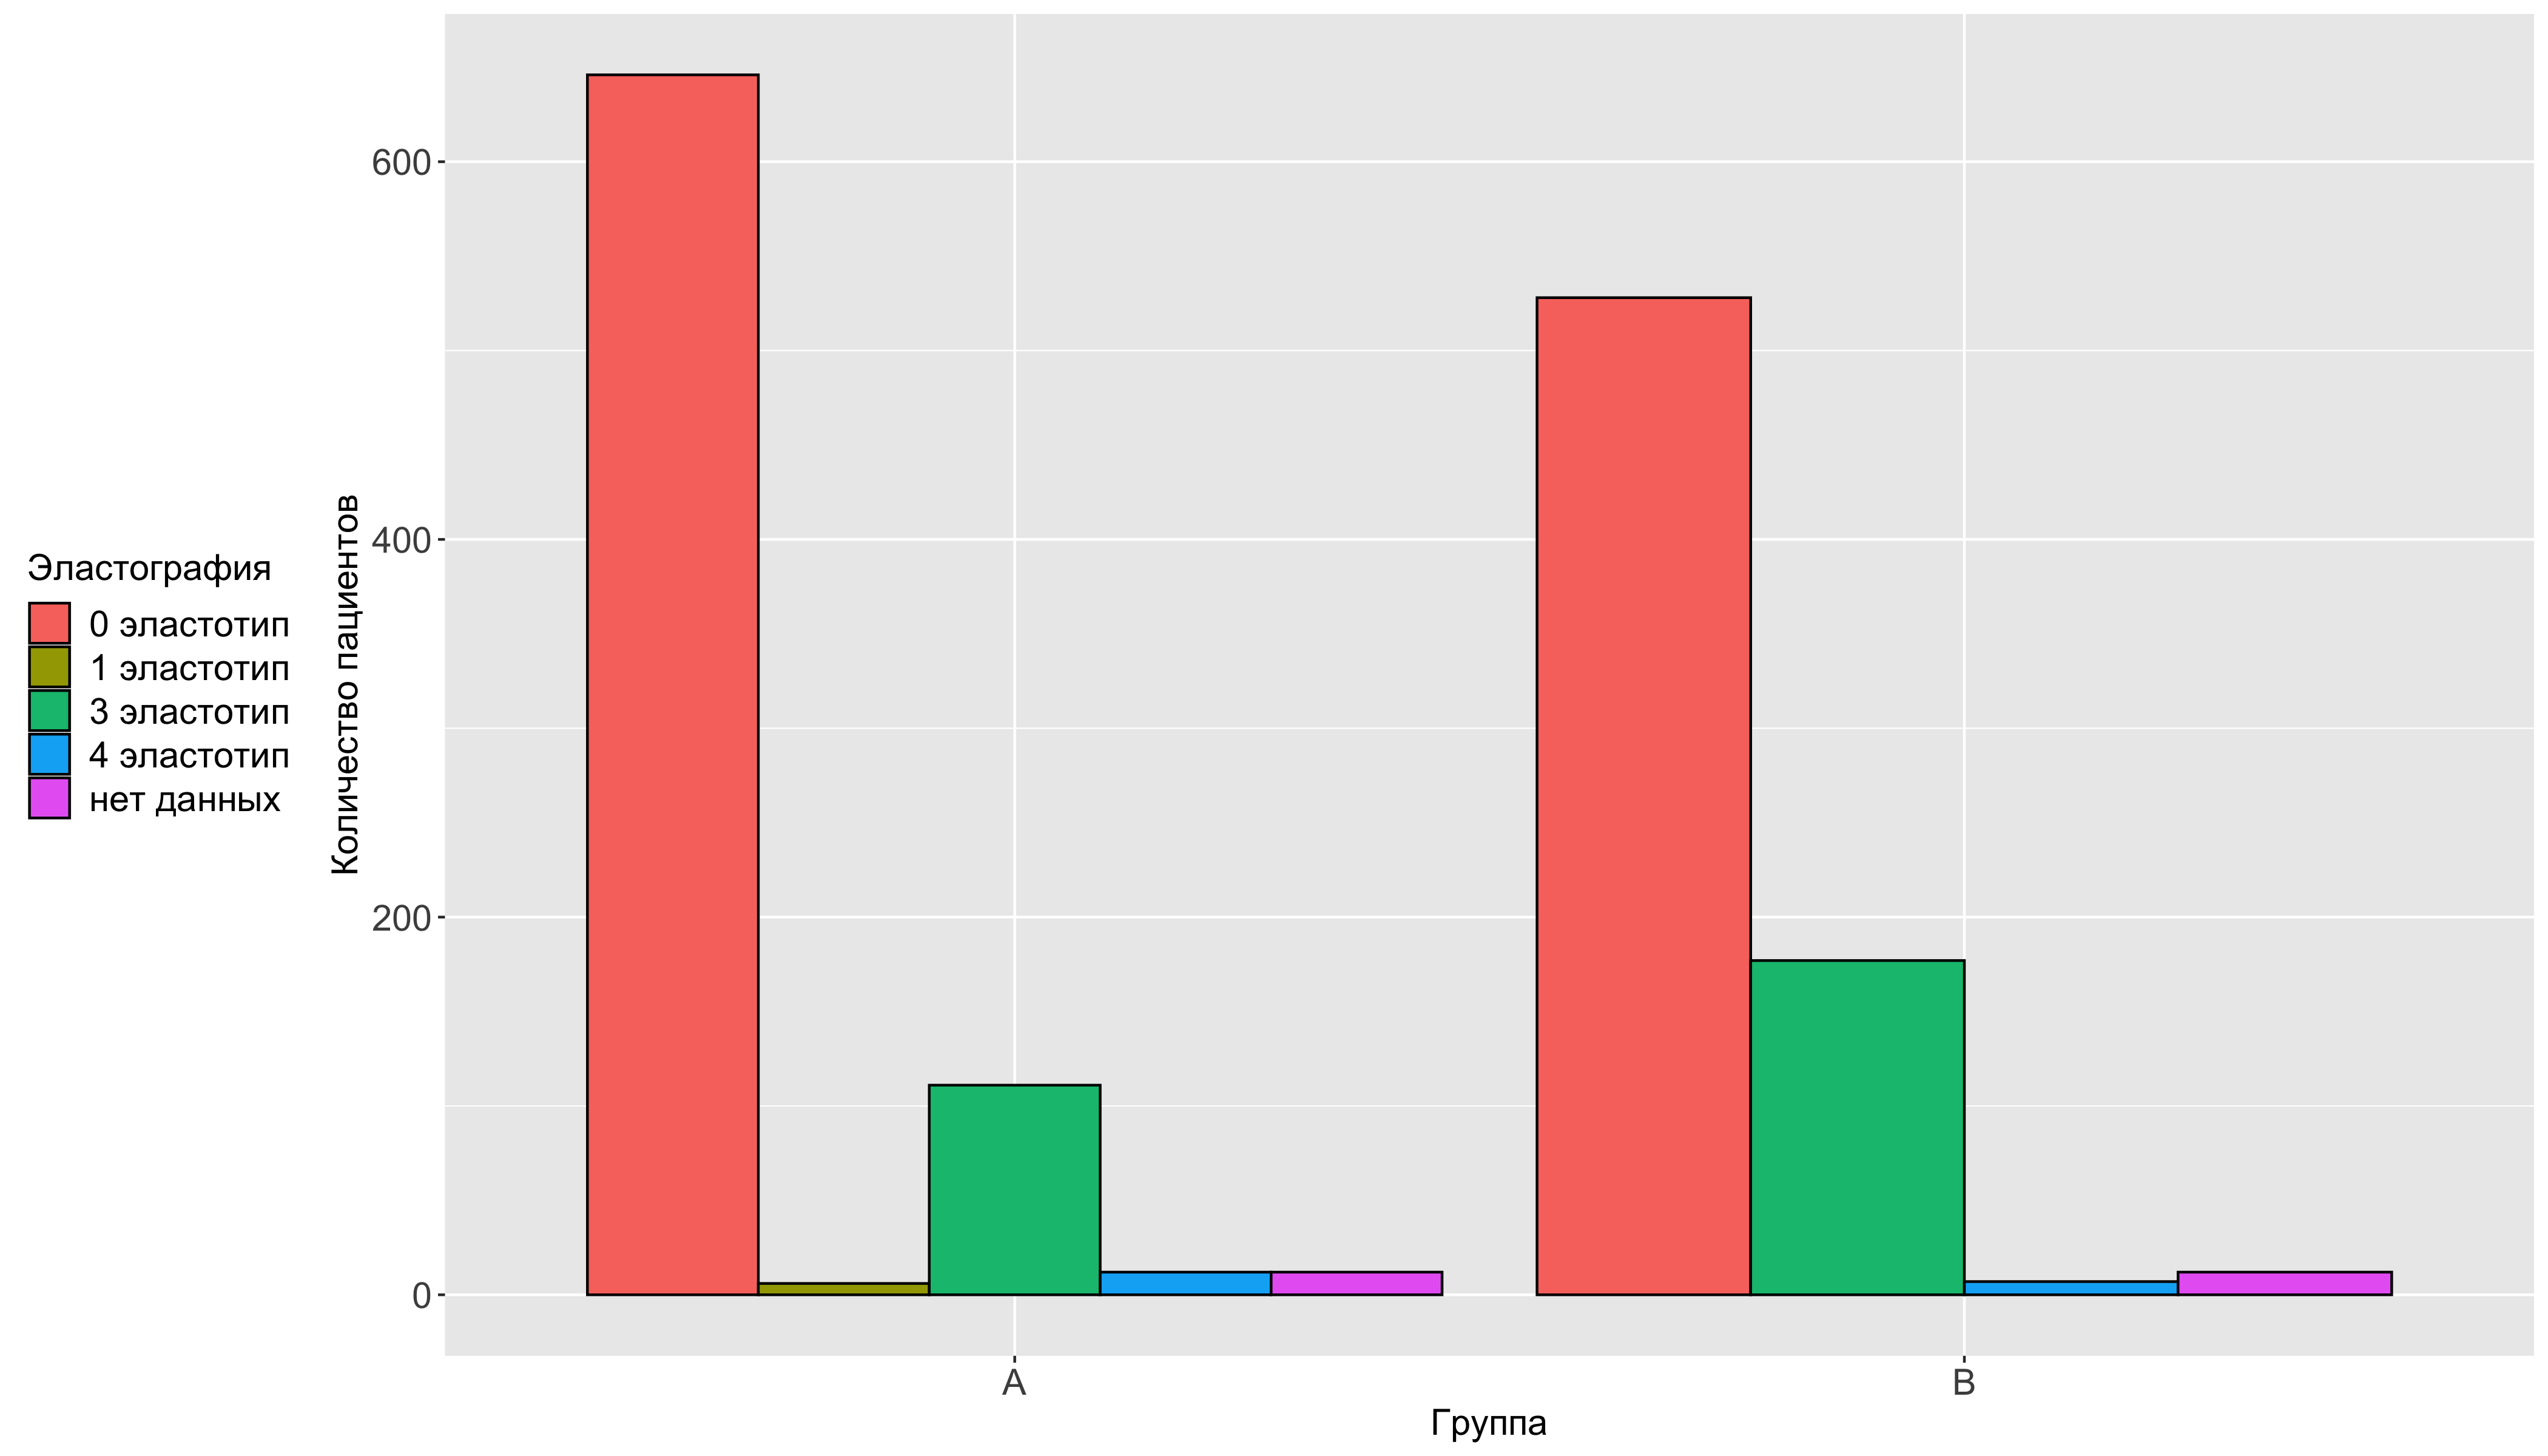 Эластография
0 эластотип
1 эластотип
3 эластотип
4 эластотип
нет данных
Количество пациентов
600
400
200
0
A
B
Группа